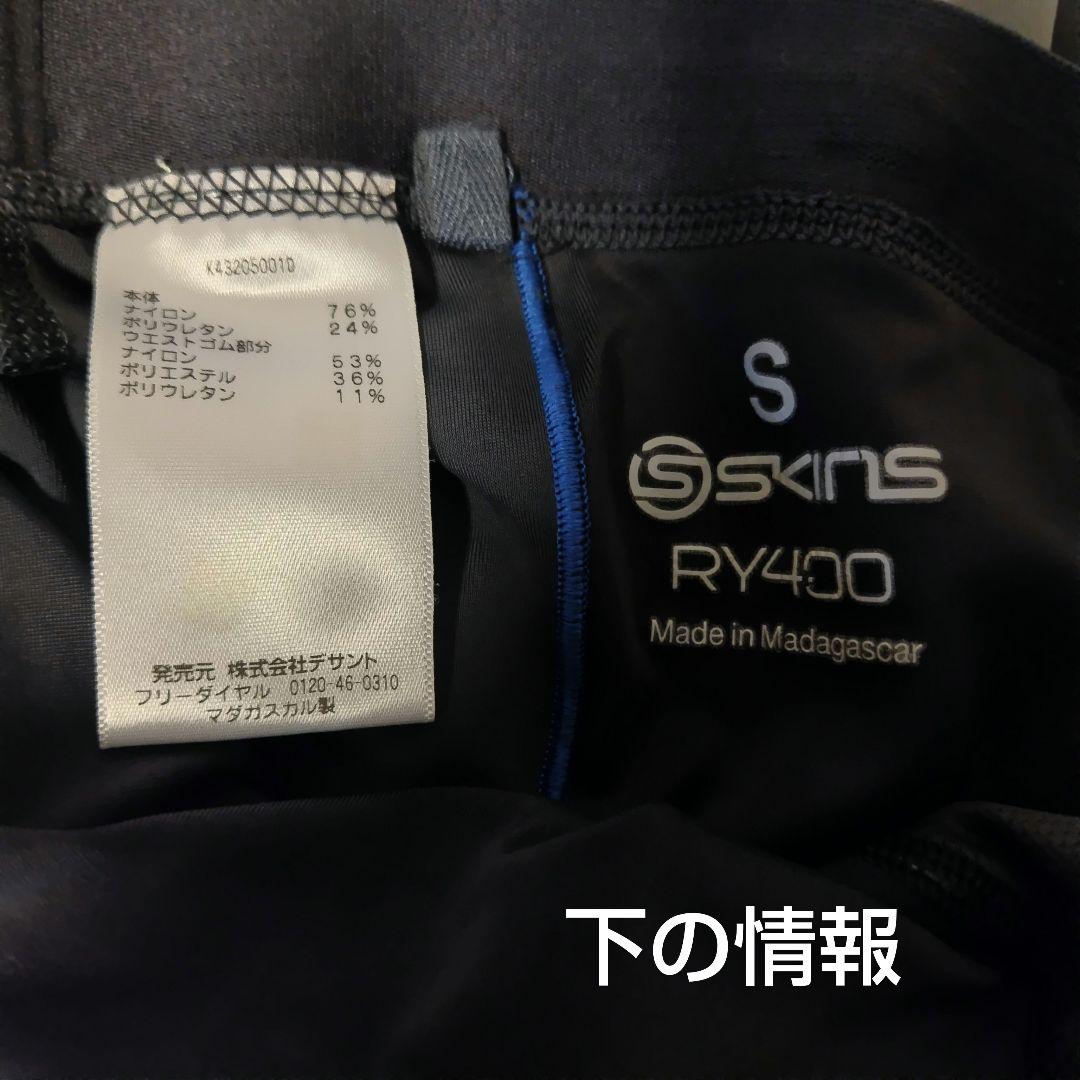 K43205001D
本体
ナイロン 76%
ポリウレタン 24%
ウエストゴム部分
ナイロン 53%
ポリエステル 36%
ポリウレタン 11%
発売元 株式会社デサント
フリーダイヤル 0120-46-0310
マダガスカル製
S
SKINS
RY400
Made in Madagascar
下の情報